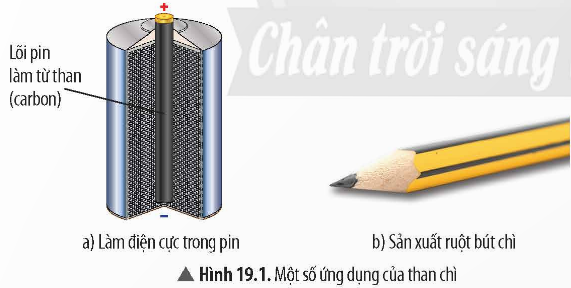 Chân trời sáng
+
Lõi pin
làm từ than
(carbon)
–
a) Làm điện cực trong pin
b) Sản xuất ruột bút chì
▲ Hình 19.1. Một số ứng dụng của than chì